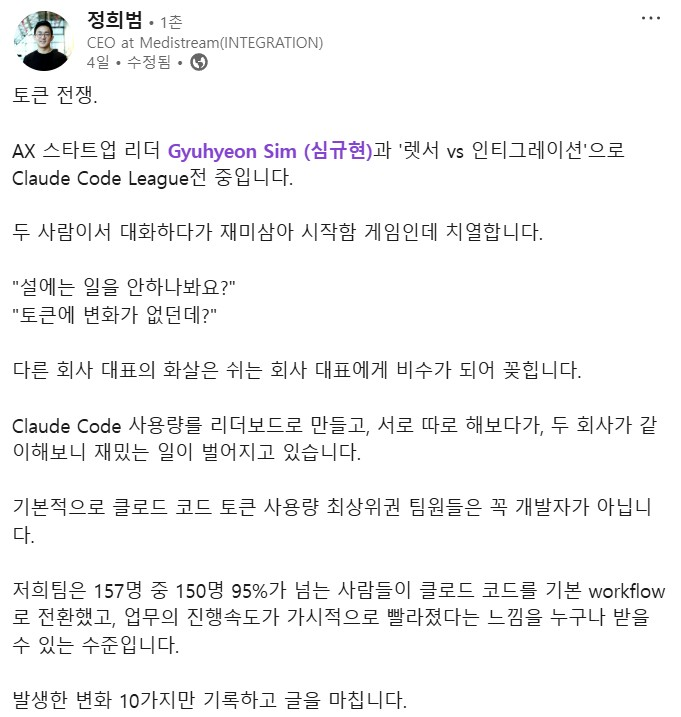 정희범 • 1촌
CEO at Medistream(INTEGRATION)
4일 • 수정됨 •
토큰 전쟁.
AX 스타트업 리더 Gyuhyeon Sim (심규현)과 '렛서 vs 인티그레이션'으로
Claude Code League전 중입니다.
두 사람이서 대화하다가 재미삼아 시작함 게임인데 치열합니다.
"설에는 일을 안하나봐요?"
"토큰에 변화가 없던데?"
다른 회사 대표의 화살은 쉬는 회사 대표에게 비수가 되어 꽂힙니다.
Claude Code 사용량를 리더보드로 만들고, 서로 따로 해보다가, 두 회사가 같
이해보니 재밌는 일이 벌어지고 있습니다.
기본적으로 클로드 코드 토큰 사용량 최상위권 팀원들은 꼭 개발자가 아닙니
다.
저희팀은 157명 중 150명 95%가 넘는 사람들이 클로드 코드를 기본 workflow
로 전환했고, 업무의 진행속도가 가시적으로 빨라졌다는 느낌을 누구나 받을
수 있는 수준입니다.
발생한 변화 10가지만 기록하고 글을 마칩니다.